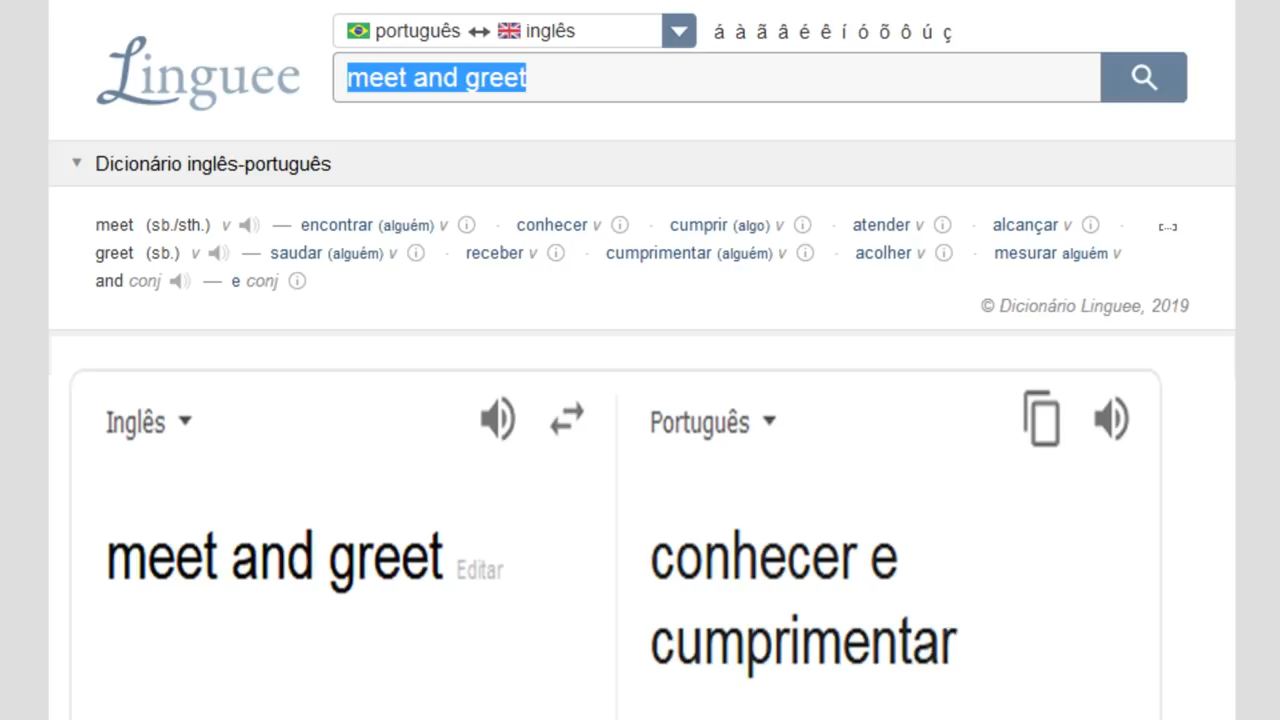 Linguee
português ↔ inglês
á à ã â é ê í ó õ ô ú ç
meet and greet
Dicionário inglês-português
meet (sb./sth.) v — encontrar (alguém) v · conhecer v · cumprir (algo) v · atender v · alcançar v · [...]
greet (sb.) v — saudar (alguém) v · receber v · cumprimentar (alguém) v · acolher v · mesurar alguém v
and conj — e conj
© Dicionário Linguee, 2019
Inglês
Português
meet and greet Editar
conhecer e
cumprimentar